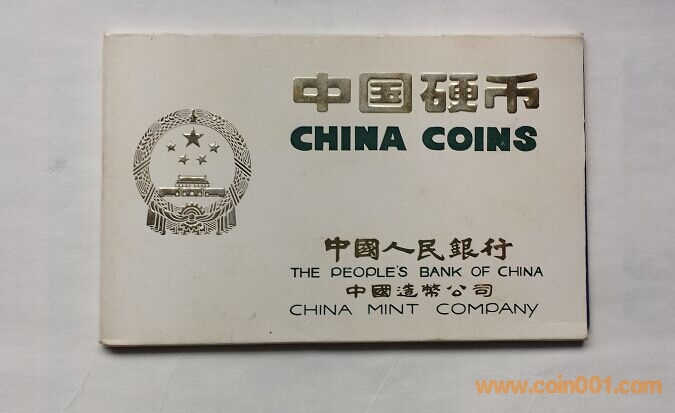 中国硬币
CHINA COINS
中國人民銀行
THE PEOPLE'S BANK OF CHINA
中國造幣公司
CHINA MINT COMPANY
www.coin001.com